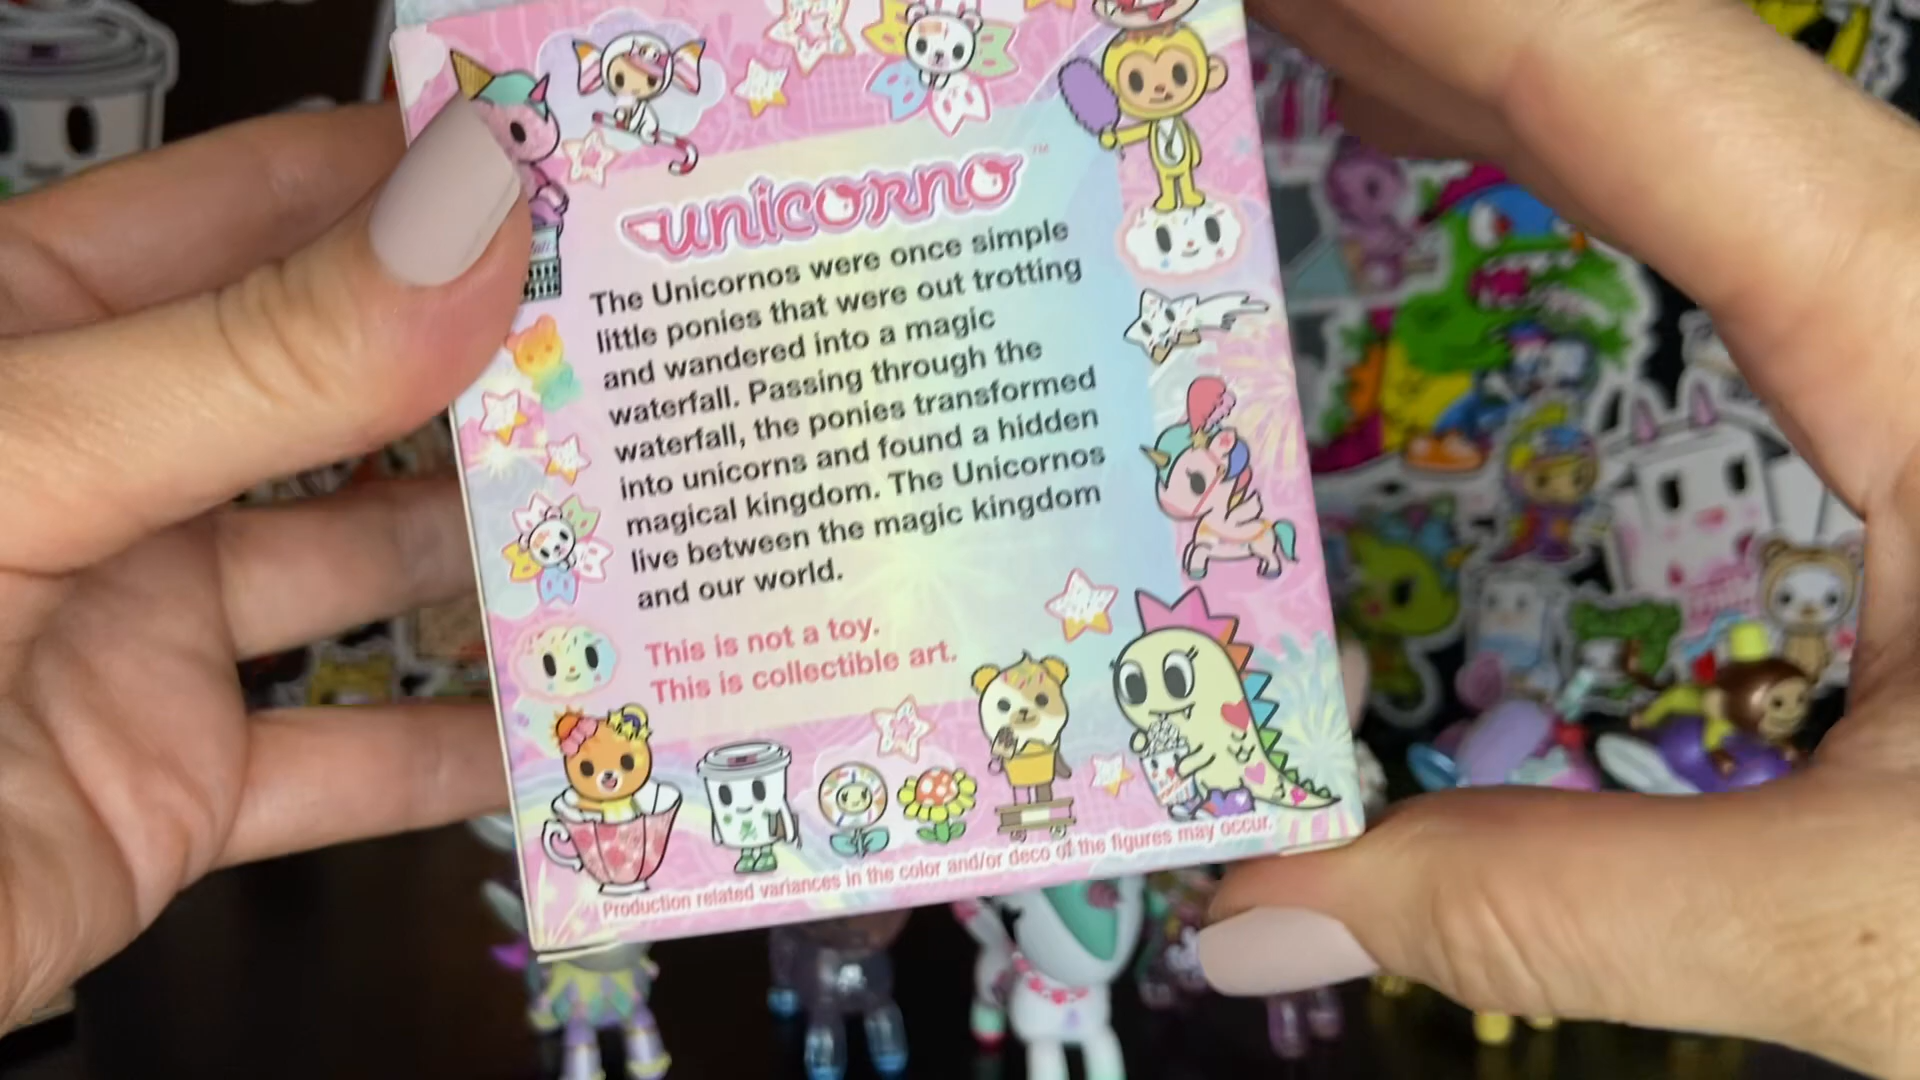 unicorno™
The Unicornos were once simple
little ponies that were out trotting
and wandered into a magic
waterfall. Passing through the
waterfall, the ponies transformed
into unicorns and found a hidden
magical kingdom. The Unicornos
live between the magic kingdom
and our world.
This is not a toy.
This is collectible art.
Production related variances in the color and/or deco of the figures may occur.